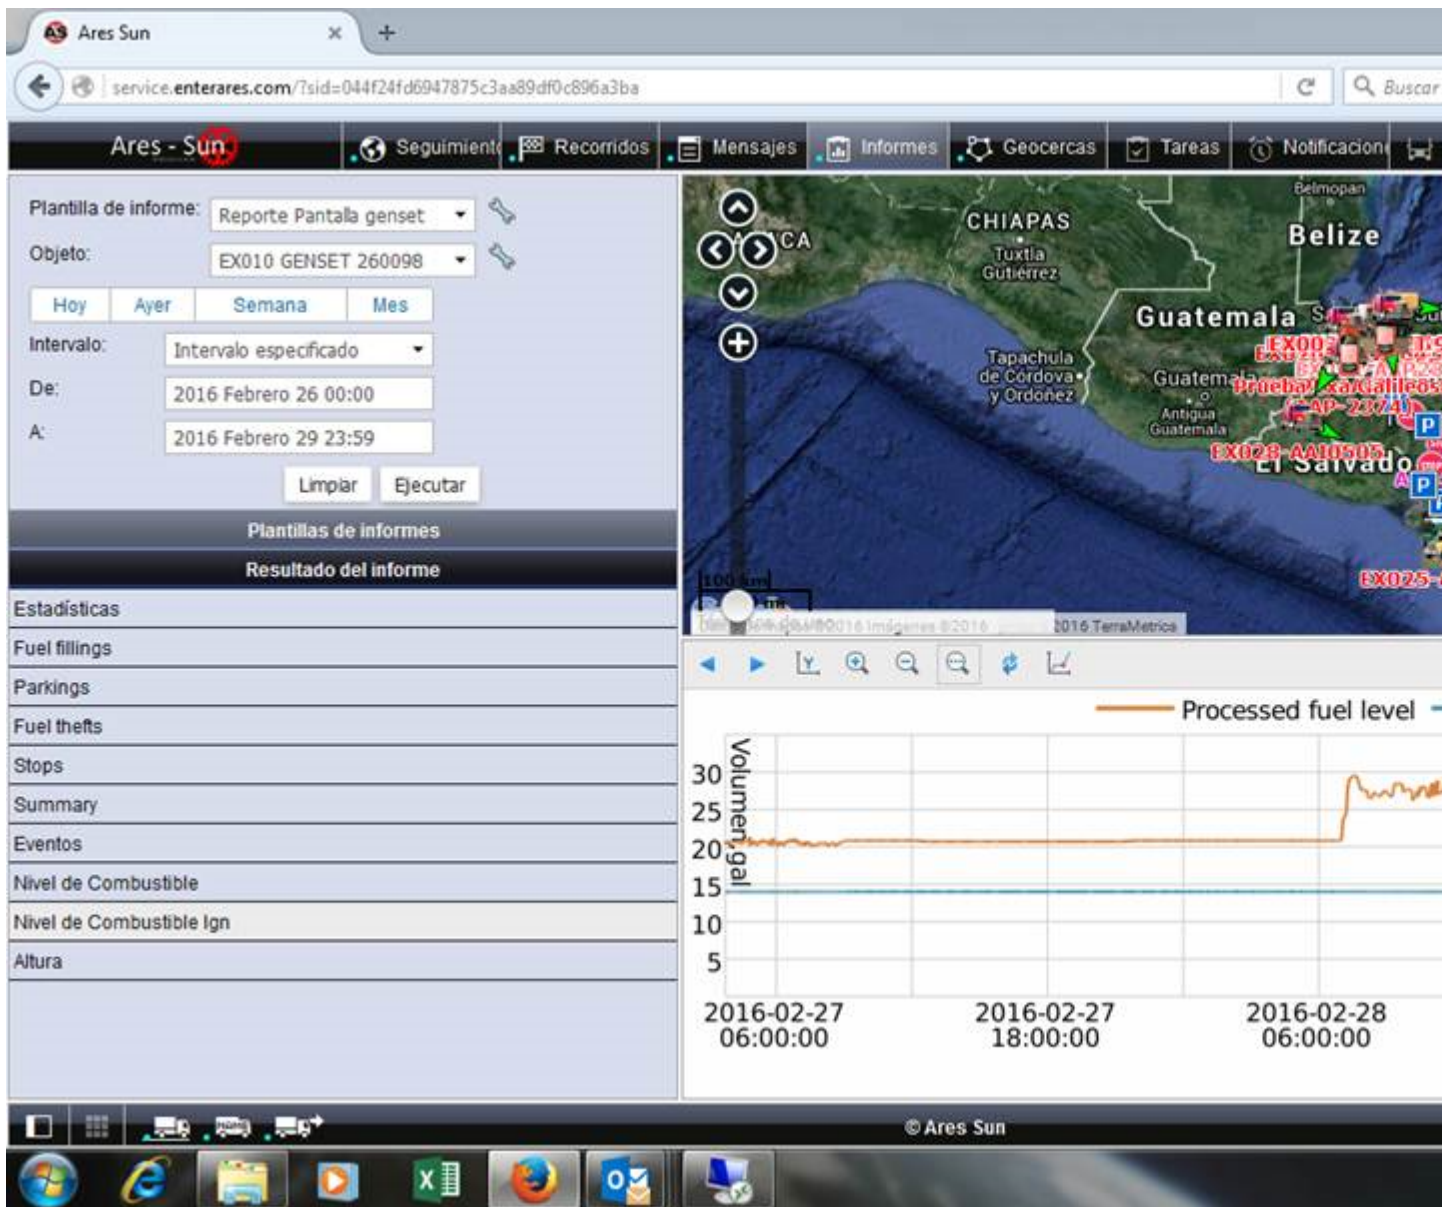 Ares Sun
service.enterares.com/?sid=044f24fd6947875c3aa89df0c896a3ba
Buscar
Ares - Sun
Seguimiento
Recorridos
Mensajes
Informes
Geocercas
Tareas
Notificacion
Plantilla de informe:
Reporte Pantalla genset
Objeto:
EX010 GENSET 260098
Hoy
Ayer
Semana
Mes
Intervalo:
Intervalo especificado
De:
2016 Febrero 26 00:00
A:
2016 Febrero 29 23:59
Limpiar
Ejecutar
Plantillas de informes
Resultado del informe
Estadísticas
Fuel fillings
Parkings
Fuel thefts
Stops
Summary
Eventos
Nivel de Combustible
Nivel de Combustible Ign
Altura
Belmopan
CHIAPAS
Belize
Tuxtla
Gutiérrez
Guatemala
Tapachula
de Córdova
y Ordoñez
Antigua
Guatemala
EX028-AAI0505
El Salvado
EX025-
100 km
2016 TerraMetrics
Processed fuel level
Volumen, gal
30
25
20
15
10
5
2016-02-27
06:00:00
2016-02-27
18:00:00
2016-02-28
06:00:00
© Ares Sun